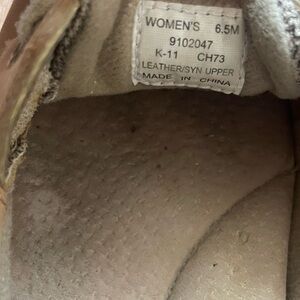 WOMEN'S 6.5M
9102047
K-11 CH73
LEATHER/SYN UPPER
MADE IN CHINA